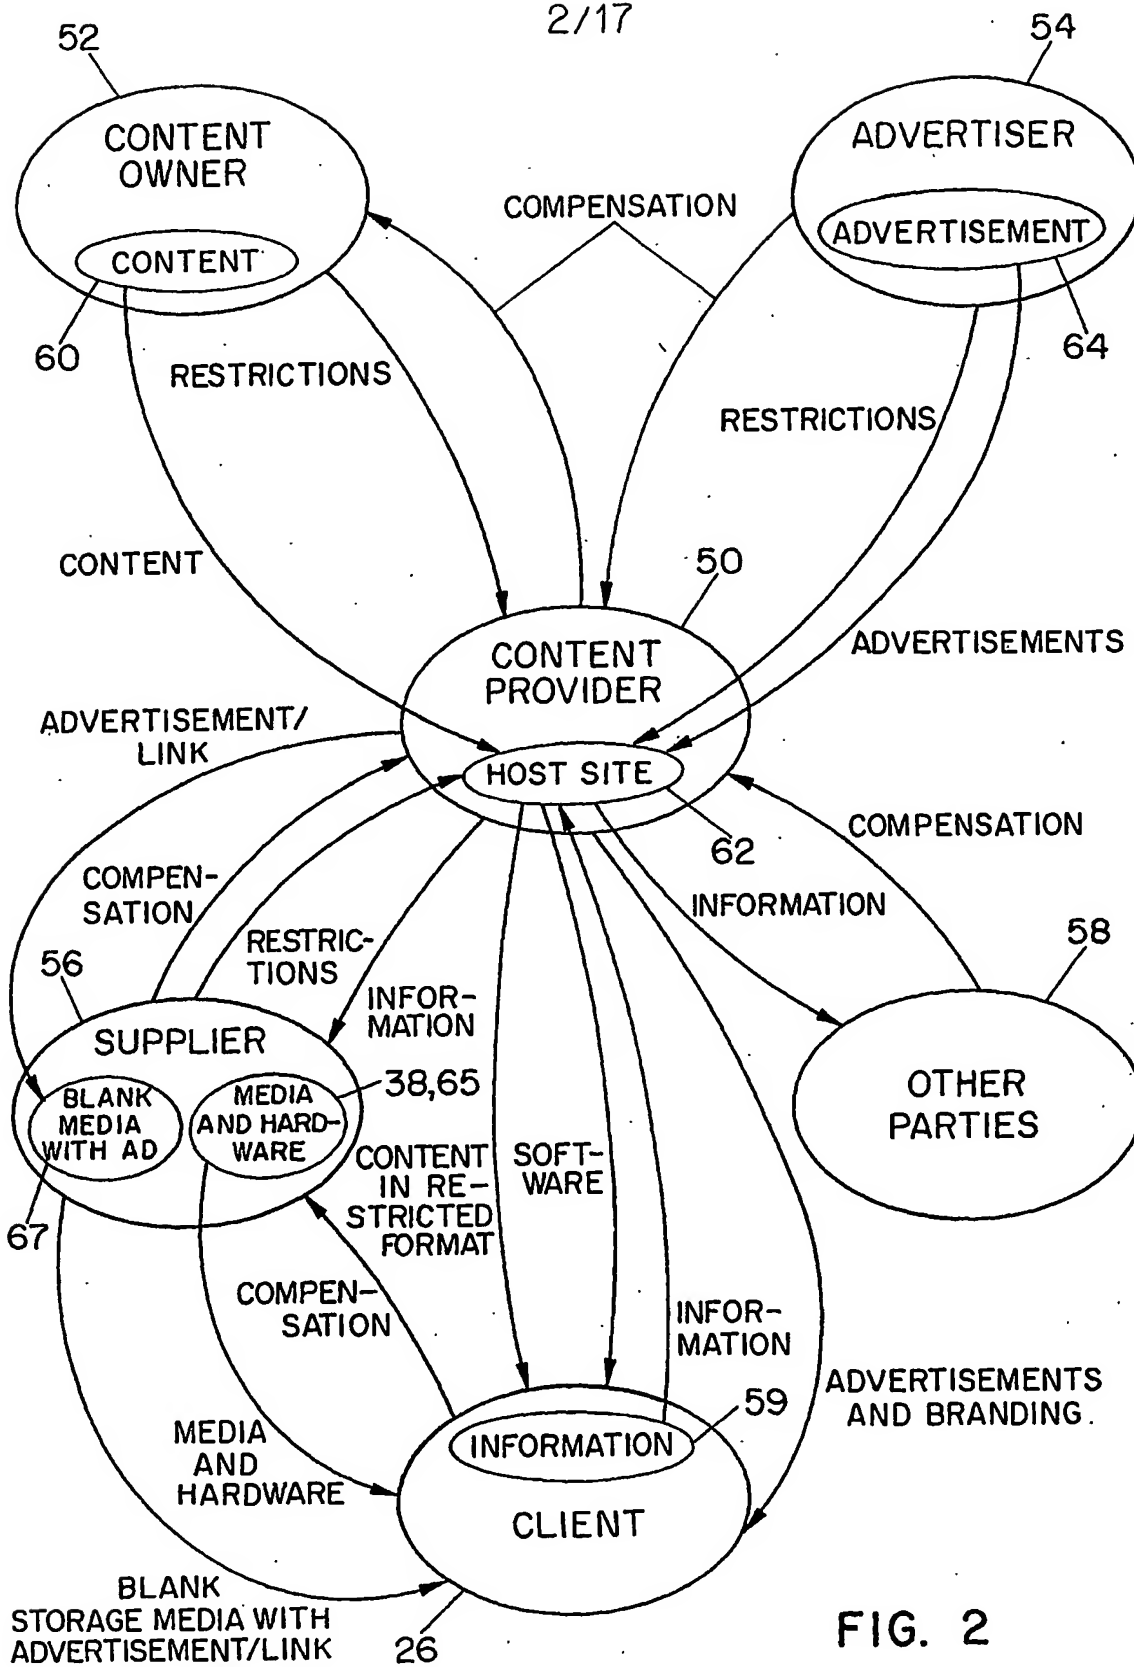 2/17
52
54
CONTENT
OWNER
ADVERTISER
COMPENSATION
ADVERTISEMENT
CONTENT
60
64
RESTRICTIONS
RESTRICTIONS
CONTENT
50
ADVERTISEMENTS
CONTENT
PROVIDER
ADVERTISEMENT/
LINK
HOST SITE
COMPENSATION
62
COMPEN-
SATION
INFORMATION
58
RESTRIC-
TIONS
56
INFOR-
MATION
SUPPLIER
38,65
BLANK
MEDIA
WITH AD
MEDIA
AND HARD-
WARE
OTHER
PARTIES
CONTENT
IN RE-
STRICTED
FORMAT
SOFT-
WARE
67
COMPEN-
SATION
INFOR-
MATION
ADVERTISEMENTS
AND BRANDING.
59
MEDIA
AND
HARDWARE
INFORMATION
CLIENT
BLANK
STORAGE MEDIA WITH
ADVERTISEMENT/LINK
26
FIG. 2